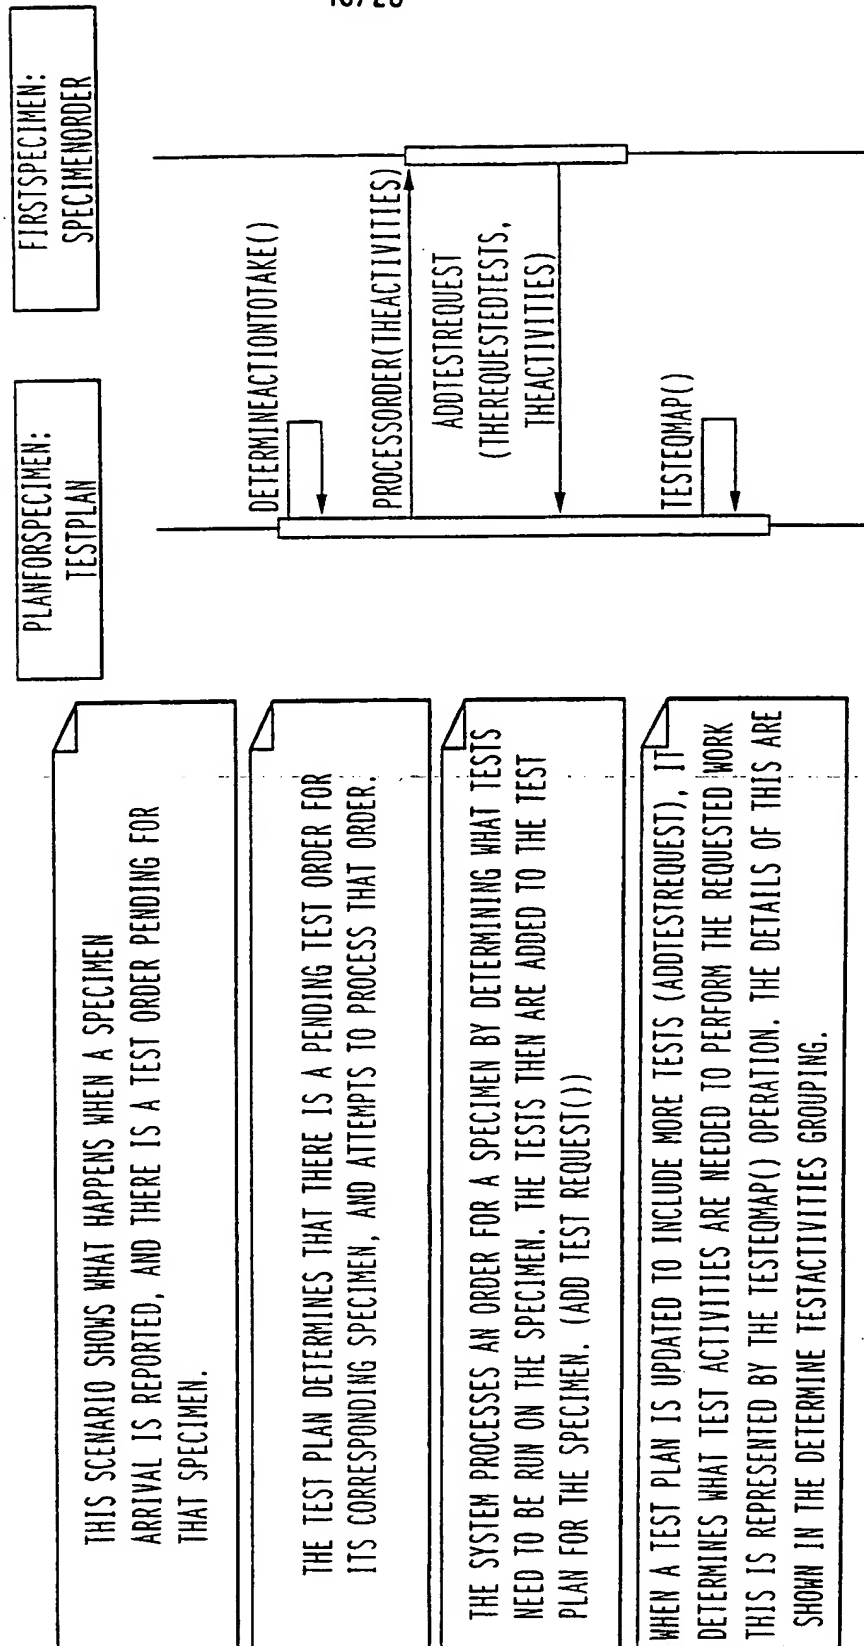 FIRSTSPECIMEN:
SPECIMENORDER
PLANFORSPECIMEN:
TESTPLAN
DETERMINEACTIONTOTAKE()
PROCESSORDER(THEACTIVITIES)
ADDTESTREQUEST
(THEREQUESTEDTESTS,
THEACTIVITIES)
TESTEQMAP()
THIS SCENARIO SHOWS WHAT HAPPENS WHEN A SPECIMEN
ARRIVAL IS REPORTED, AND THERE IS A TEST ORDER PENDING FOR
THAT SPECIMEN.
THE TEST PLAN DETERMINES THAT THERE IS A PENDING TEST ORDER FOR
ITS CORRESPONDING SPECIMEN, AND ATTEMPTS TO PROCESS THAT ORDER.
THE SYSTEM PROCESSES AN ORDER FOR A SPECIMEN BY DETERMINING WHAT TESTS
NEED TO BE RUN ON THE SPECIMEN. THE TESTS THEN ARE ADDED TO THE TEST
PLAN FOR THE SPECIMEN. (ADD TEST REQUEST())
WHEN A TEST PLAN IS UPDATED TO INCLUDE MORE TESTS (ADDTESTREQUEST), IT
DETERMINES WHAT TEST ACTIVITIES ARE NEEDED TO PERFORM THE REQUESTED WORK
THIS IS REPRESENTED BY THE TESTEQMAP() OPERATION. THE DETAILS OF THIS ARE
SHOWN IN THE DETERMINE TESTACTIVITIES GROUPING.